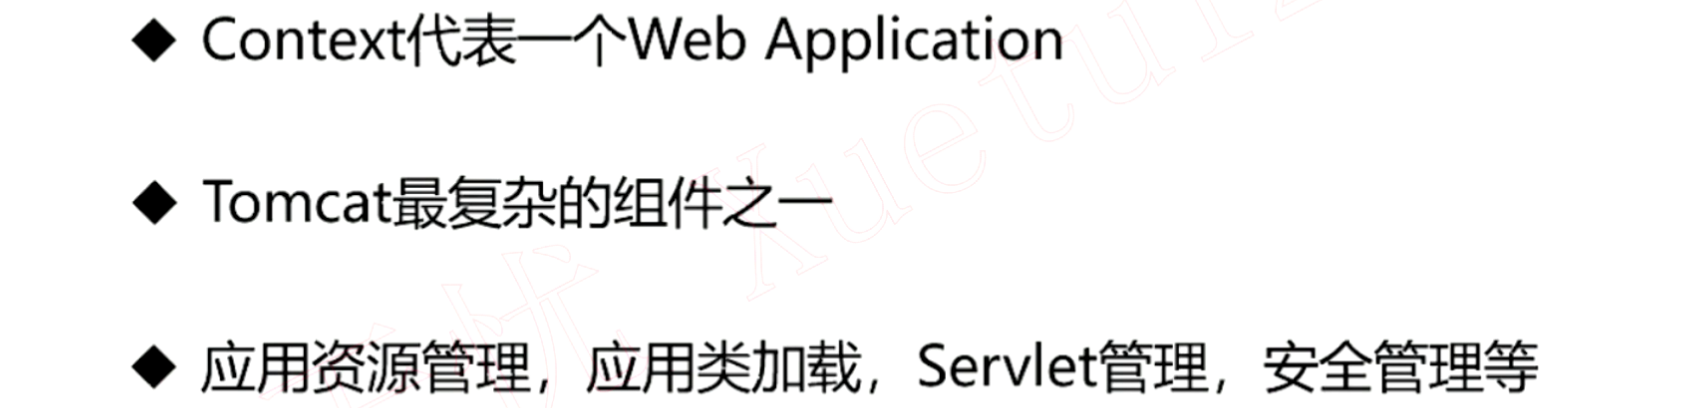 ◆ Context代表一个Web Application
◆ Tomcat最复杂的组件之一
◆ 应用资源管理，应用类加载，Servlet管理，安全管理等